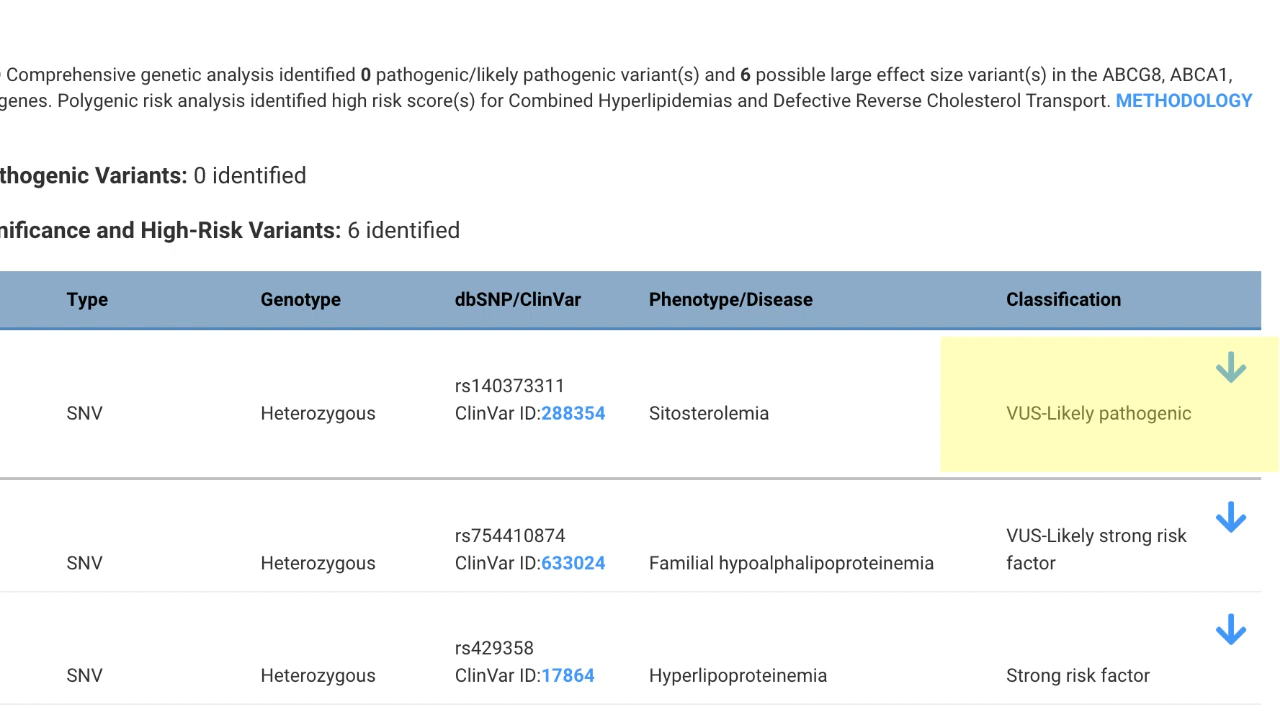 Comprehensive genetic analysis identified 0 pathogenic/likely pathogenic variant(s) and 6 possible large effect size variant(s) in the ABCG8, ABCA1,
genes. Polygenic risk analysis identified high risk score(s) for Combined Hyperlipidemias and Defective Reverse Cholesterol Transport. METHODOLOGY
thogenic Variants: 0 identified
nificance and High-Risk Variants: 6 identified
Type Genotype dbSNP/ClinVar Phenotype/Disease Classification
rs140373311
SNV Heterozygous ClinVar ID:288354 Sitosterolemia VUS-Likely pathogenic
rs754410874 VUS-Likely strong risk
SNV Heterozygous ClinVar ID:633024 Familial hypoalphalipoproteinemia factor
rs429358
SNV Heterozygous ClinVar ID:17864 Hyperlipoproteinemia Strong risk factor